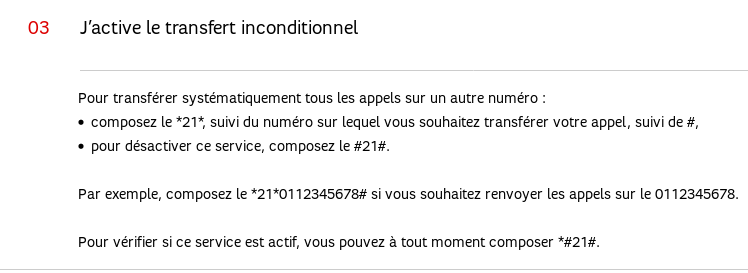 03 J'active le transfert inconditionnel
Pour transférer systématiquement tous les appels sur un autre numéro :
• composez le *21*, suivi du numéro sur lequel vous souhaitez transférer votre appel, suivi de #,
• pour désactiver ce service, composez le #21#.
Par exemple, composez le *21*0112345678# si vous souhaitez renvoyer les appels sur le 0112345678.
Pour vérifier si ce service est actif, vous pouvez à tout moment composer *#21#.